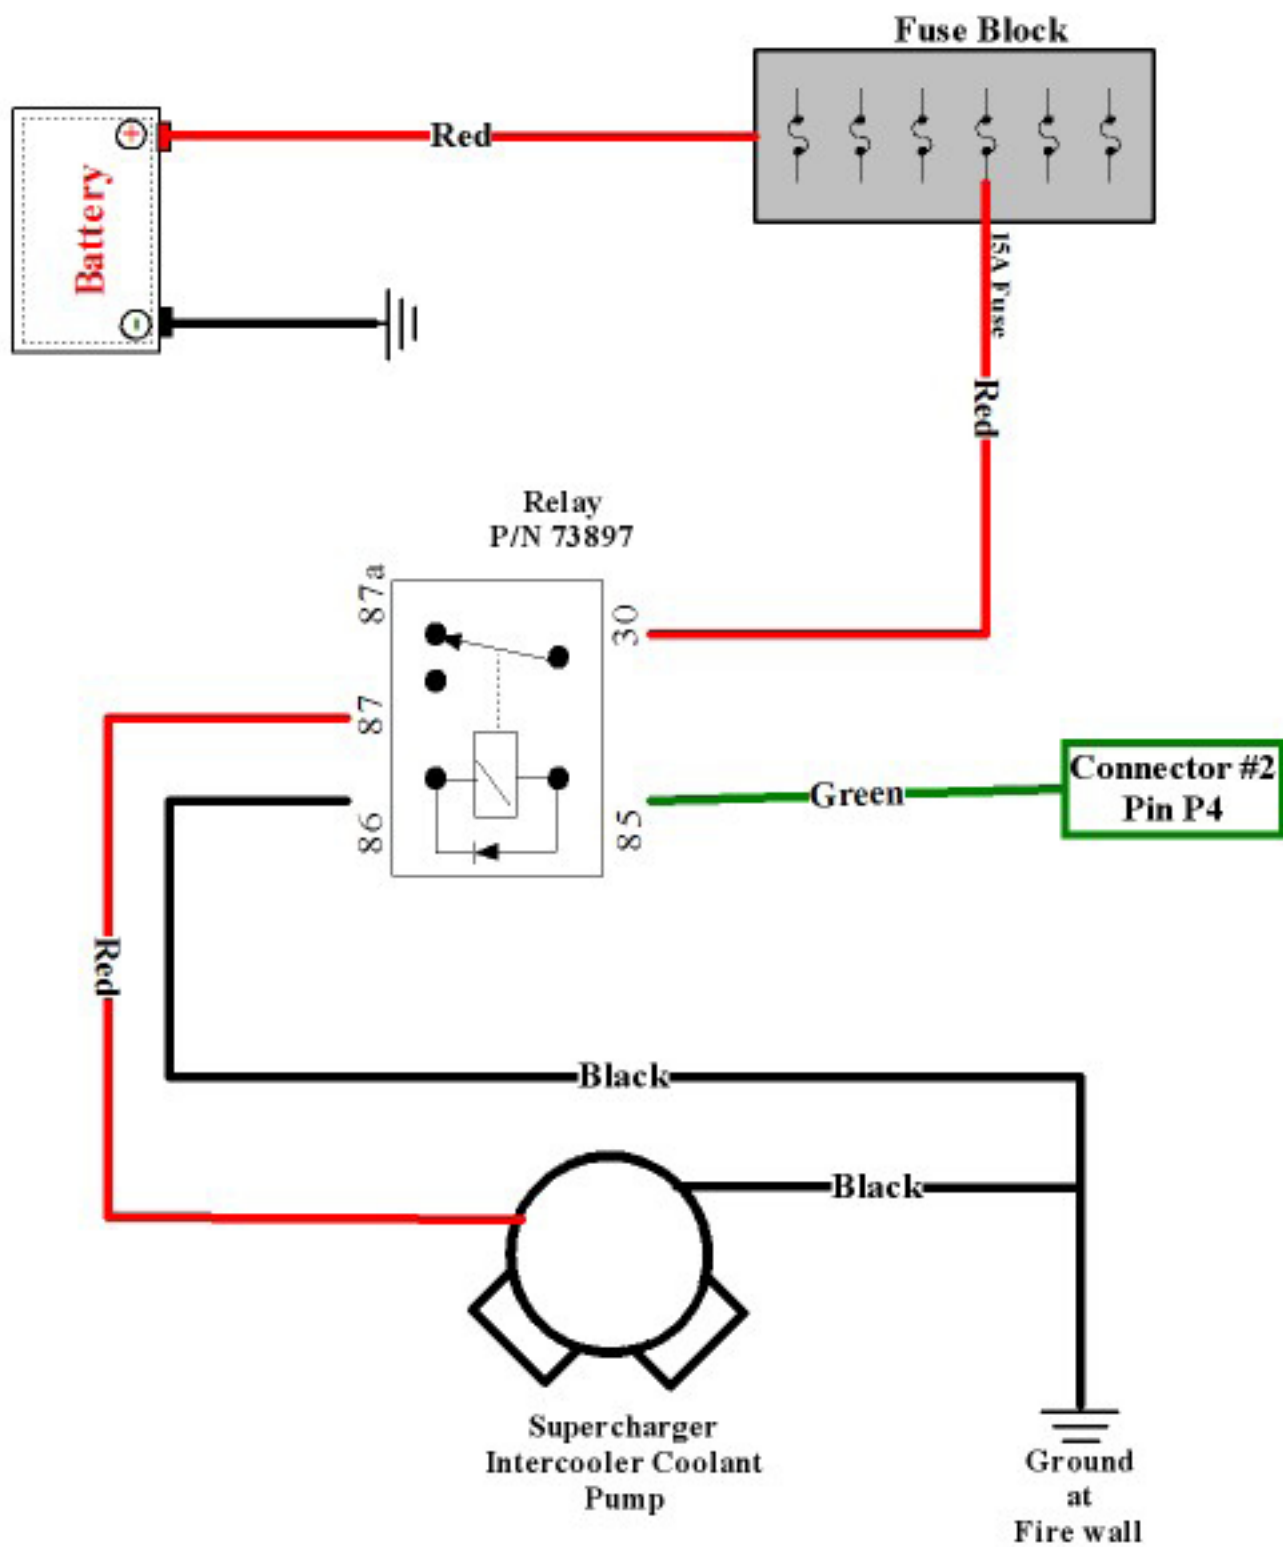 Fuse Block
+
Red
Battery
-
15A Fuse
Red
Relay
P/N 73897
87a
30
87
86
85
Green
Connector #2
Pin P4
Red
Black
Black
Supercharger
Intercooler Coolant
Pump
Ground
at
Fire wall